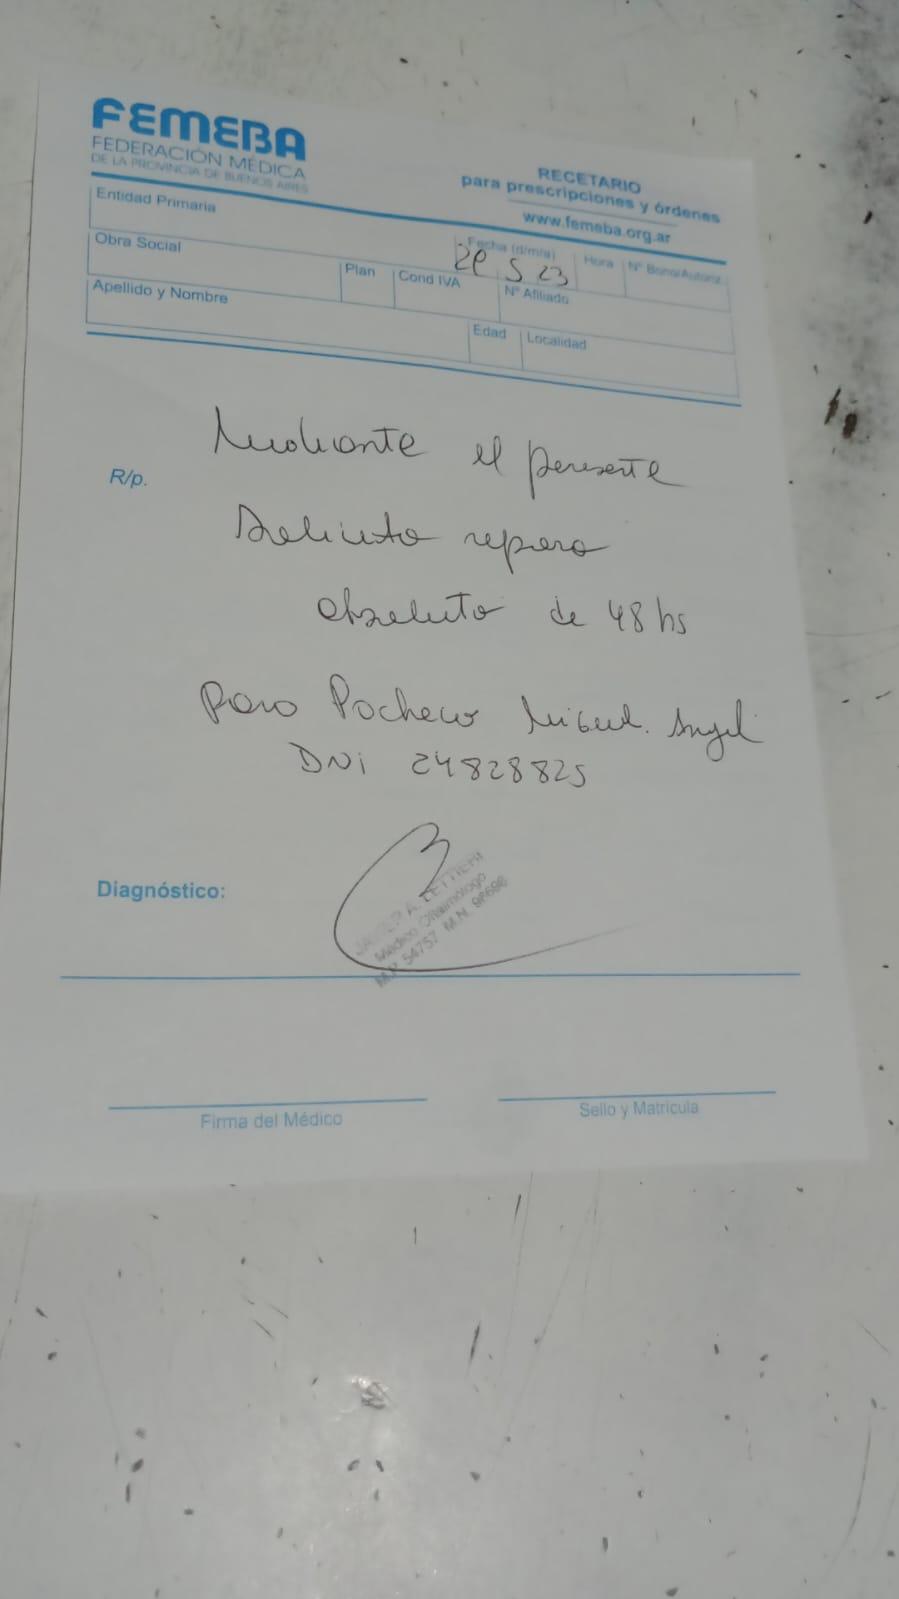 FEMEBA
FEDERACIÓN MÉDICA
DE LA PROVINCIA DE BUENOS AIRES
RECETARIO
para prescripciones y órdenes
www.femeba.org.ar
Entidad Primaria
Fecha (d/m/a)
Hora
Nº Bono/Autoriz.
5 23
Obra Social
Plan
Cond IVA
Nº Afiliado
Apellido y Nombre
Edad
Localidad
Mediante el presente
R/p.
Solicito reposo
absoluto de 48 hs
para Pacheco Miguel Angel
DNI 24828825
Diagnóstico:
A. LETTIERI
Médico Oftalmólogo
M.P. 54757 M.N.
Firma del Médico
Sello y Matrícula